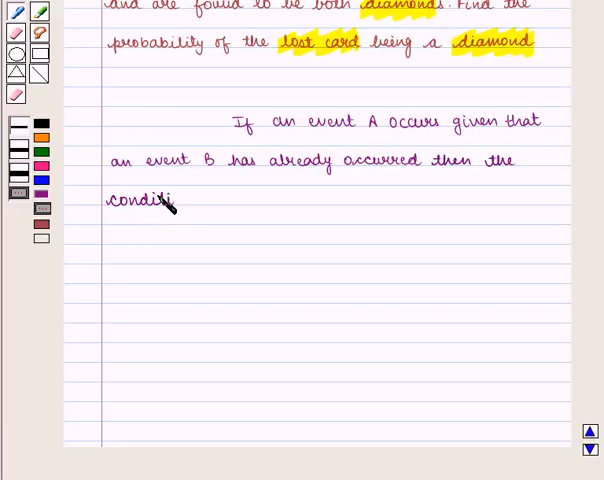 and are found to be both diamonds. Find the
probability of the lost card being a diamond
If an event A occurs given that
an event B has already occurred then the
conditi